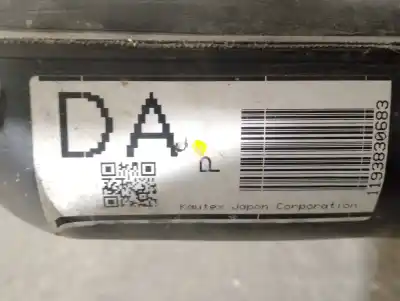 DA
P
Kautex Japan Corporation
1193830683